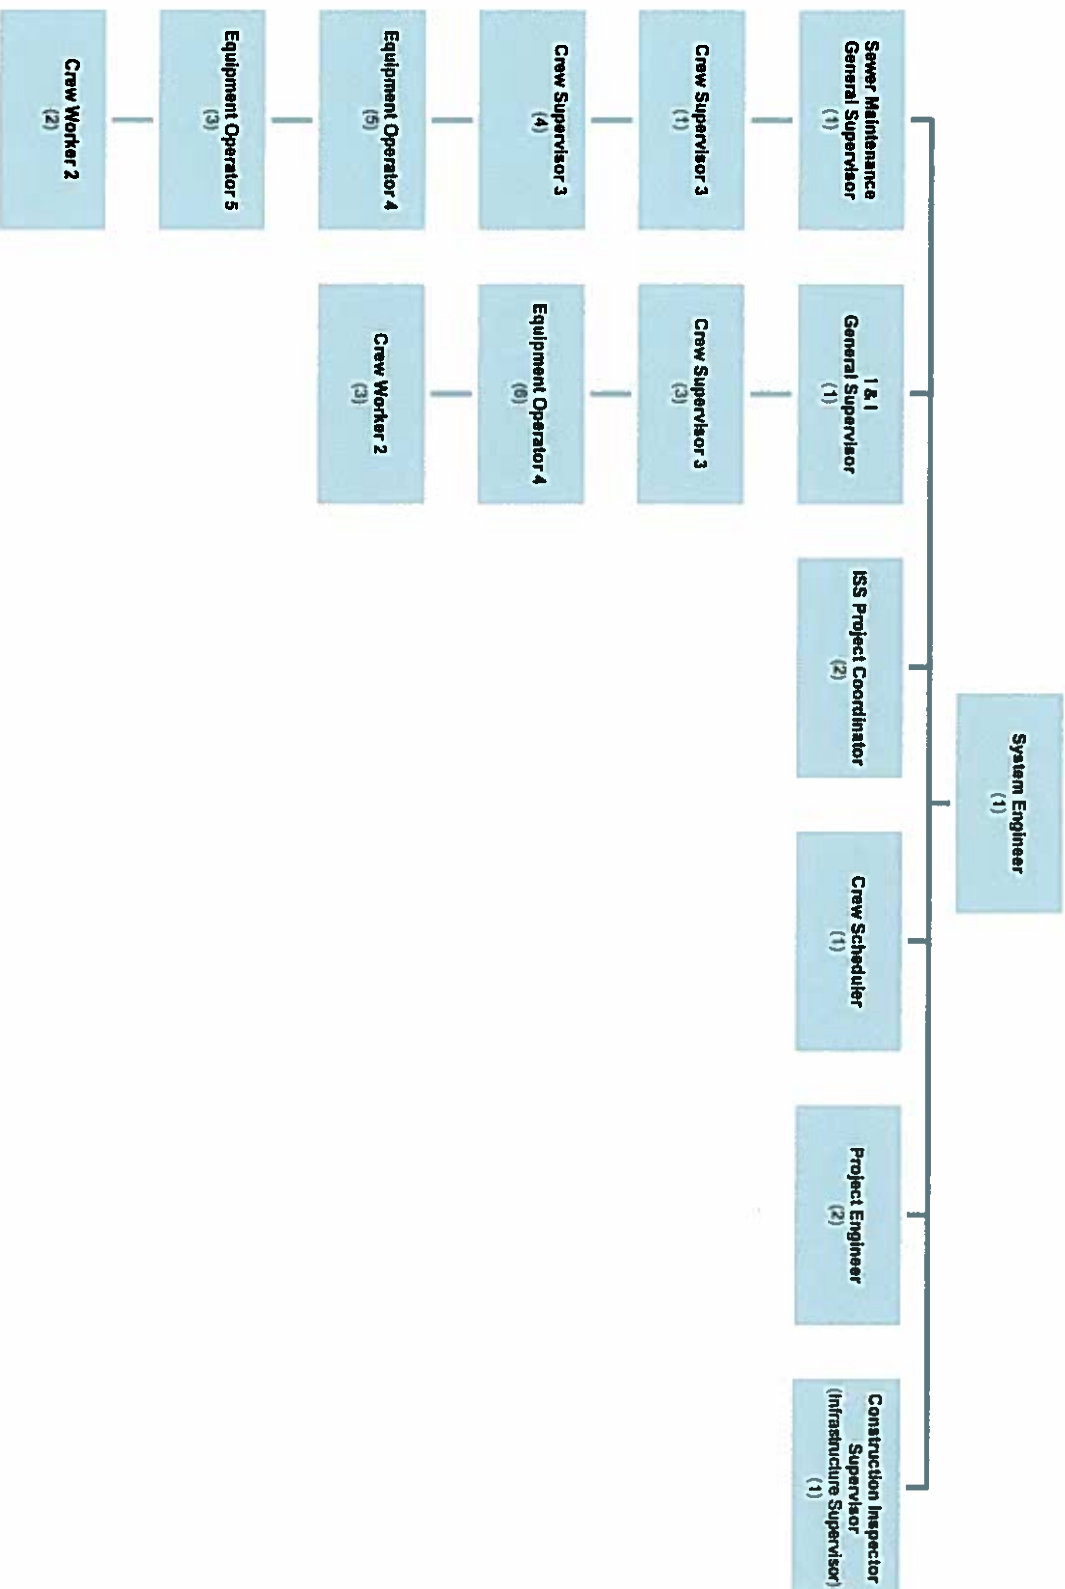 System Engineer
(1)
Sewer Maintenance
General Supervisor
(1)
I & I
General Supervisor
(1)
ISS Project Coordinator
(2)
Crew Scheduler
(1)
Project Engineer
(2)
Construction Inspector
Supervisor
(Infrastructure Supervisor)
(1)
Crew Supervisor 3
(1)
Crew Supervisor 3
(3)
Crew Supervisor 3
(4)
Equipment Operator 4
(6)
Equipment Operator 4
(5)
Crew Worker 2
(3)
Equipment Operator 5
(3)
Crew Worker 2
(2)